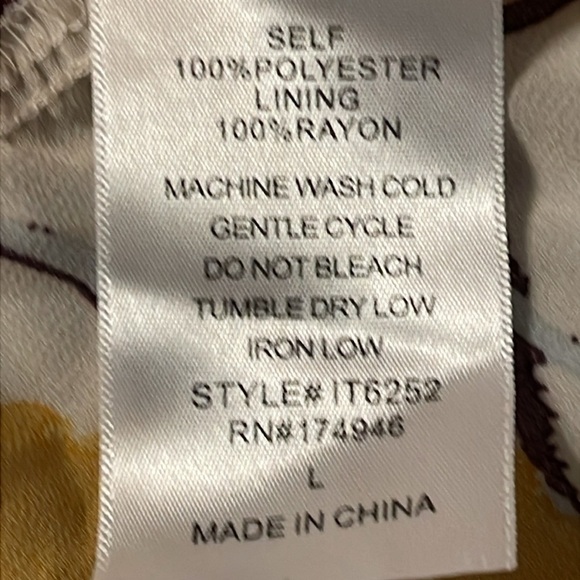 SELF
100%POLYESTER
LINING
100%RAYON
MACHINE WASH COLD
GENTLE CYCLE
DO NOT BLEACH
TUMBLE DRY LOW
IRON LOW
STYLE# IT6252
RN#174946
L
MADE IN CHINA